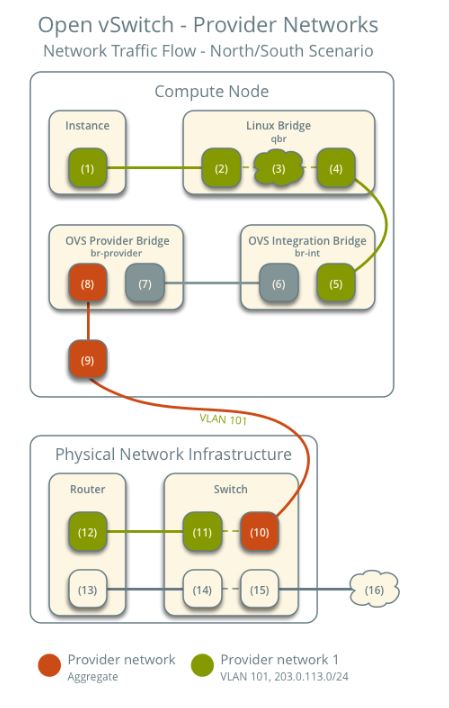 Open vSwitch - Provider Networks
Network Traffic Flow - North/South Scenario
Compute Node
Instance
(1)
Linux Bridge
qbr
(2)
(3)
(4)
OVS Provider Bridge
br-provider
(8)
(7)
OVS Integration Bridge
br-int
(6)
(5)
(9)
VLAN 101
Physical Network Infrastructure
Router
(12)
(13)
Switch
(11)
(10)
(14)
(15)
(16)
Provider network
Aggregate
Provider network 1
VLAN 101, 203.0.113.0/24